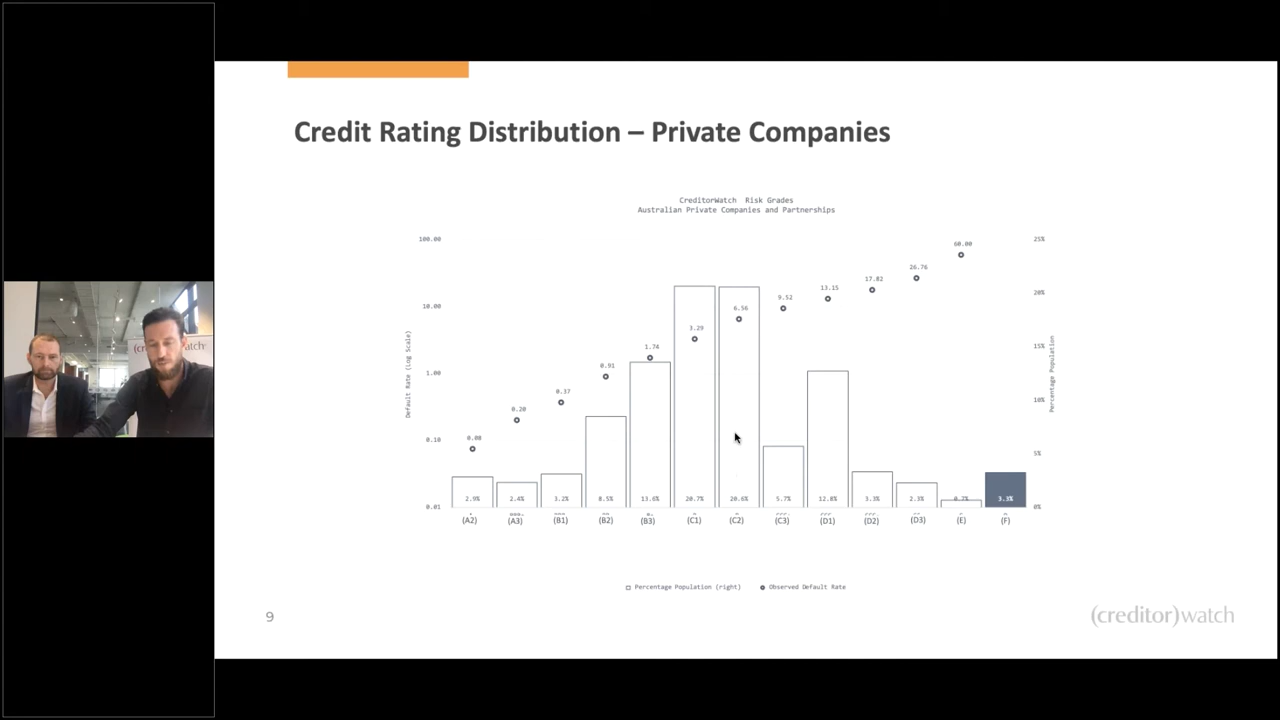 Credit Rating Distribution – Private Companies
CreditorWatch Risk Grades
Australian Private Companies and Partnerships
100.00
10.00
1.00
0.10
0.01
Default Rate (Log Scale)
0.08
0.20
0.37
0.91
1.74
3.29
6.56
9.52
13.15
17.82
26.76
60.00
25%
20%
15%
10%
5%
0%
Percentage Population
2.9%
2.4%
3.2%
8.5%
13.6%
20.7%
20.6%
5.7%
12.8%
3.3%
2.3%
0.7%
3.3%
(A2)
(A3)
(B1)
(B2)
(B3)
(C1)
(C2)
(C3)
(D1)
(D2)
(D3)
(E)
(F)
Percentage Population (right)
Observed Default Rate
9
(creditor)watch